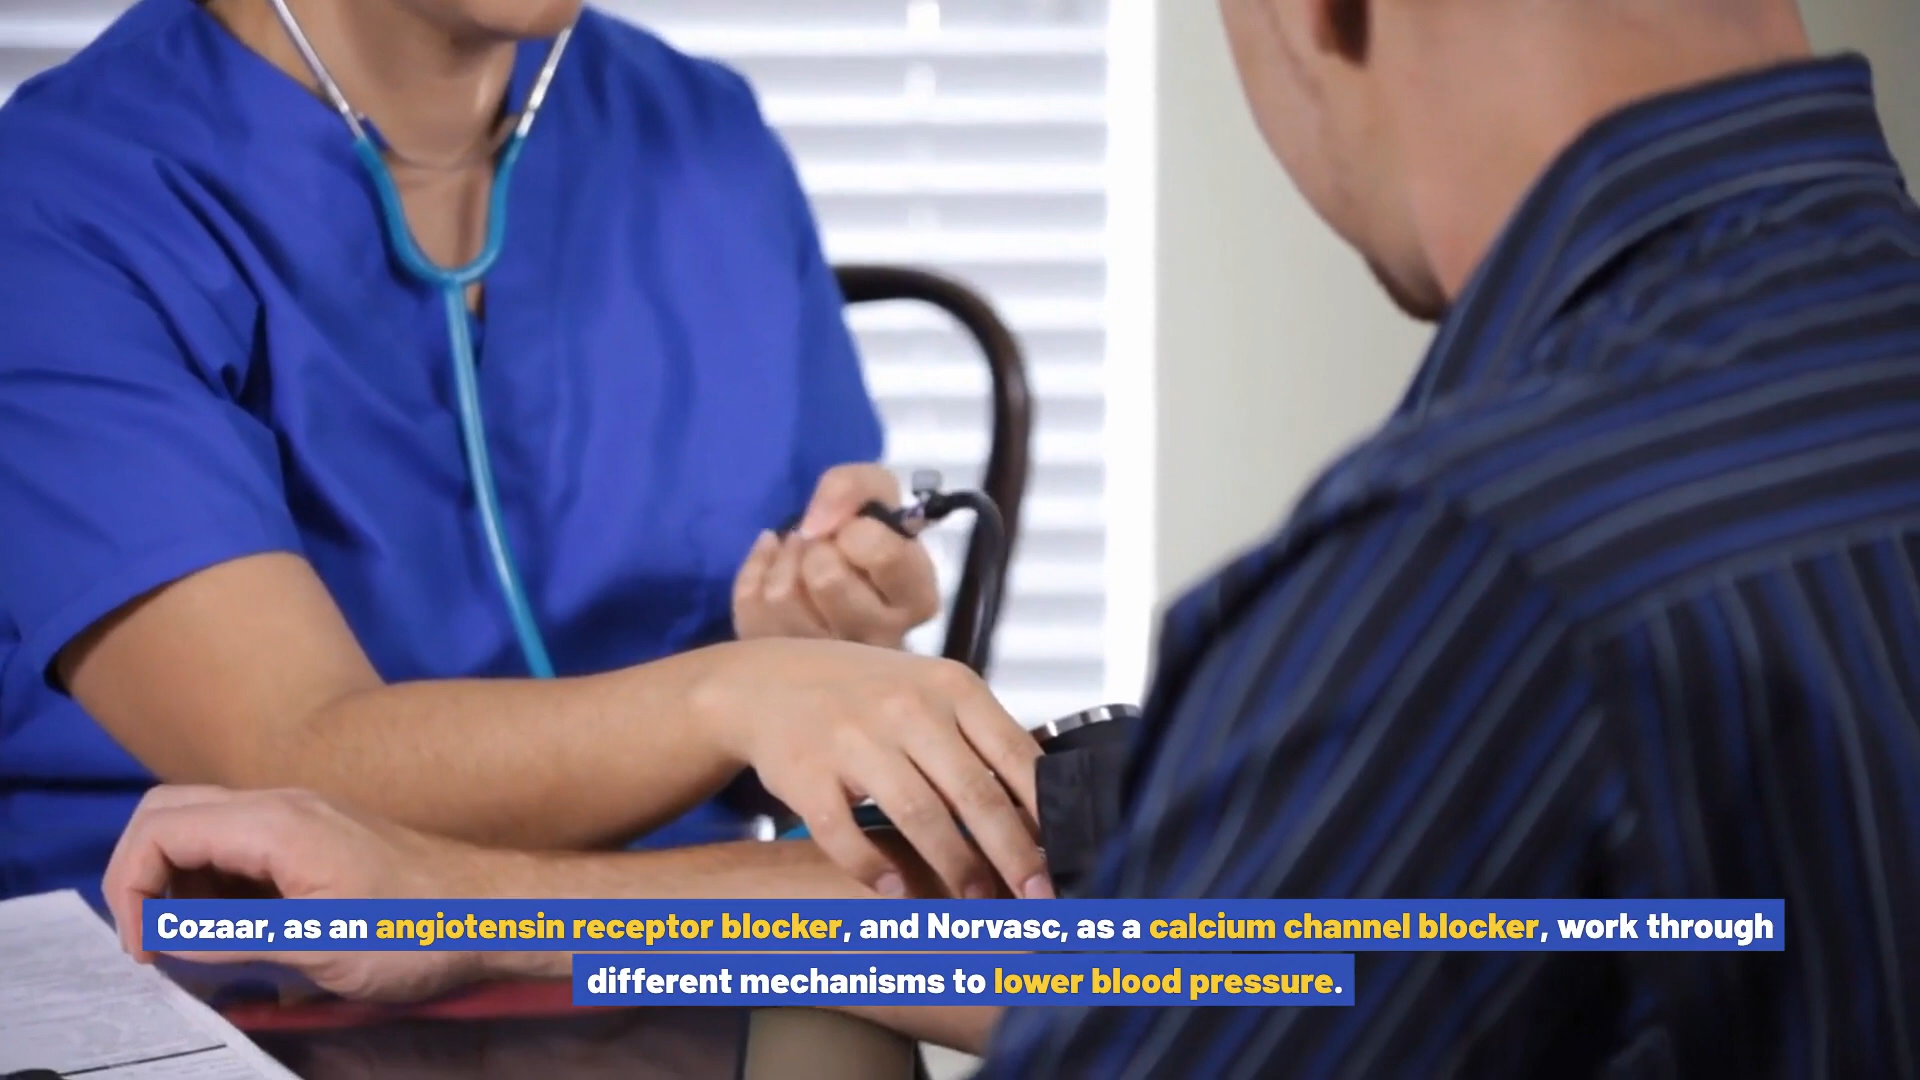 Cozaar, as an angiotensin receptor blocker, and Norvasc, as a calcium channel blocker, work through
different mechanisms to lower blood pressure.